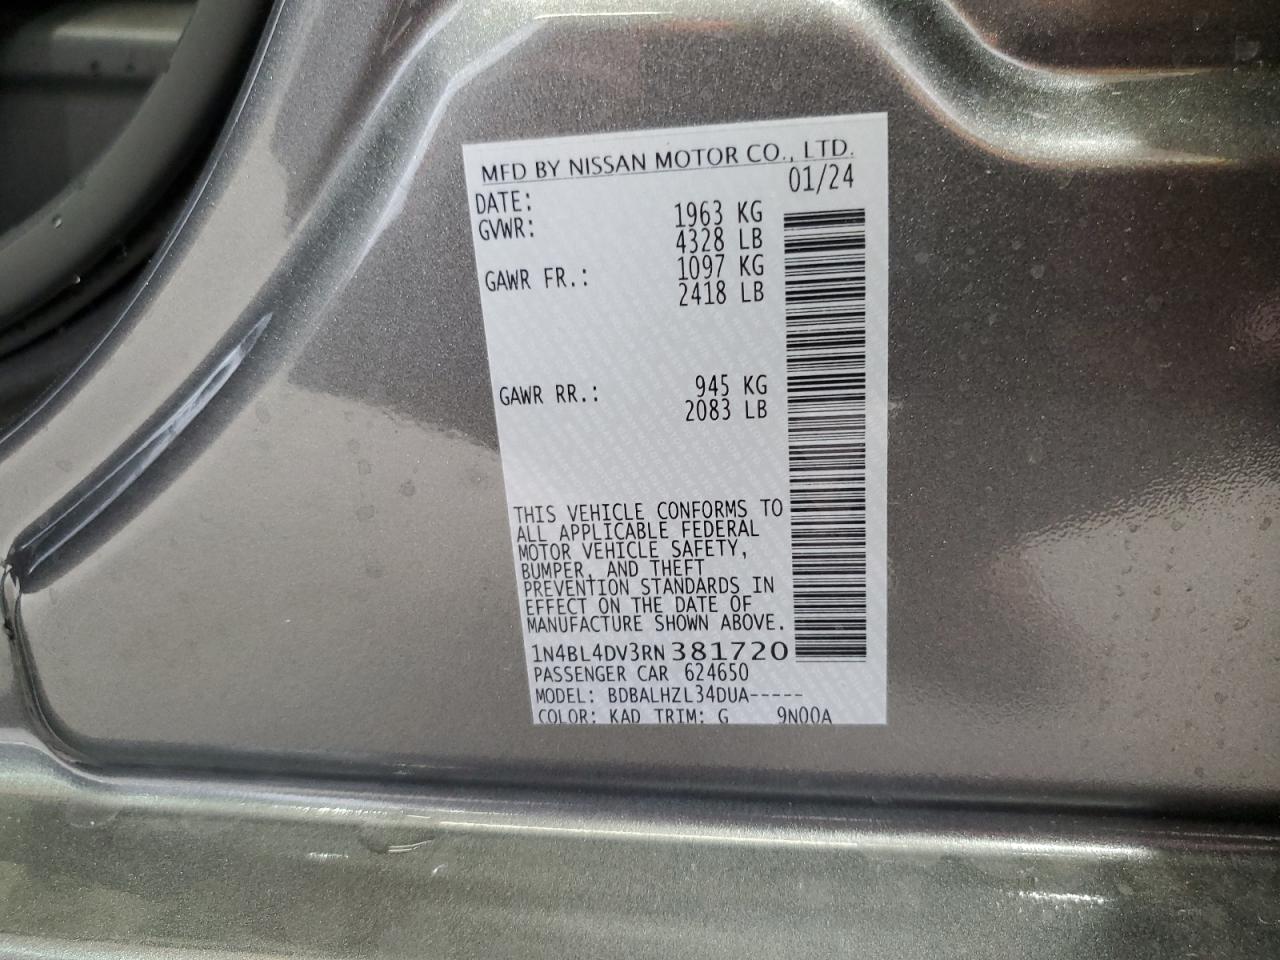 MFD BY NISSAN MOTOR CO., LTD.
DATE: 01/24
GVWR: 1963 KG
4328 LB
GAWR FR.: 1097 KG
2418 LB
GAWR RR.: 945 KG
2083 LB
THIS VEHICLE CONFORMS TO
ALL APPLICABLE FEDERAL
MOTOR VEHICLE SAFETY,
BUMPER, AND THEFT
PREVENTION STANDARDS IN
EFFECT ON THE DATE OF
MANUFACTURE SHOWN ABOVE.
1N4BL4DV3RN381720
PASSENGER CAR 624650
MODEL: BDBALHZL34DUA-----
COLOR: KAD TRIM: G 9N00A